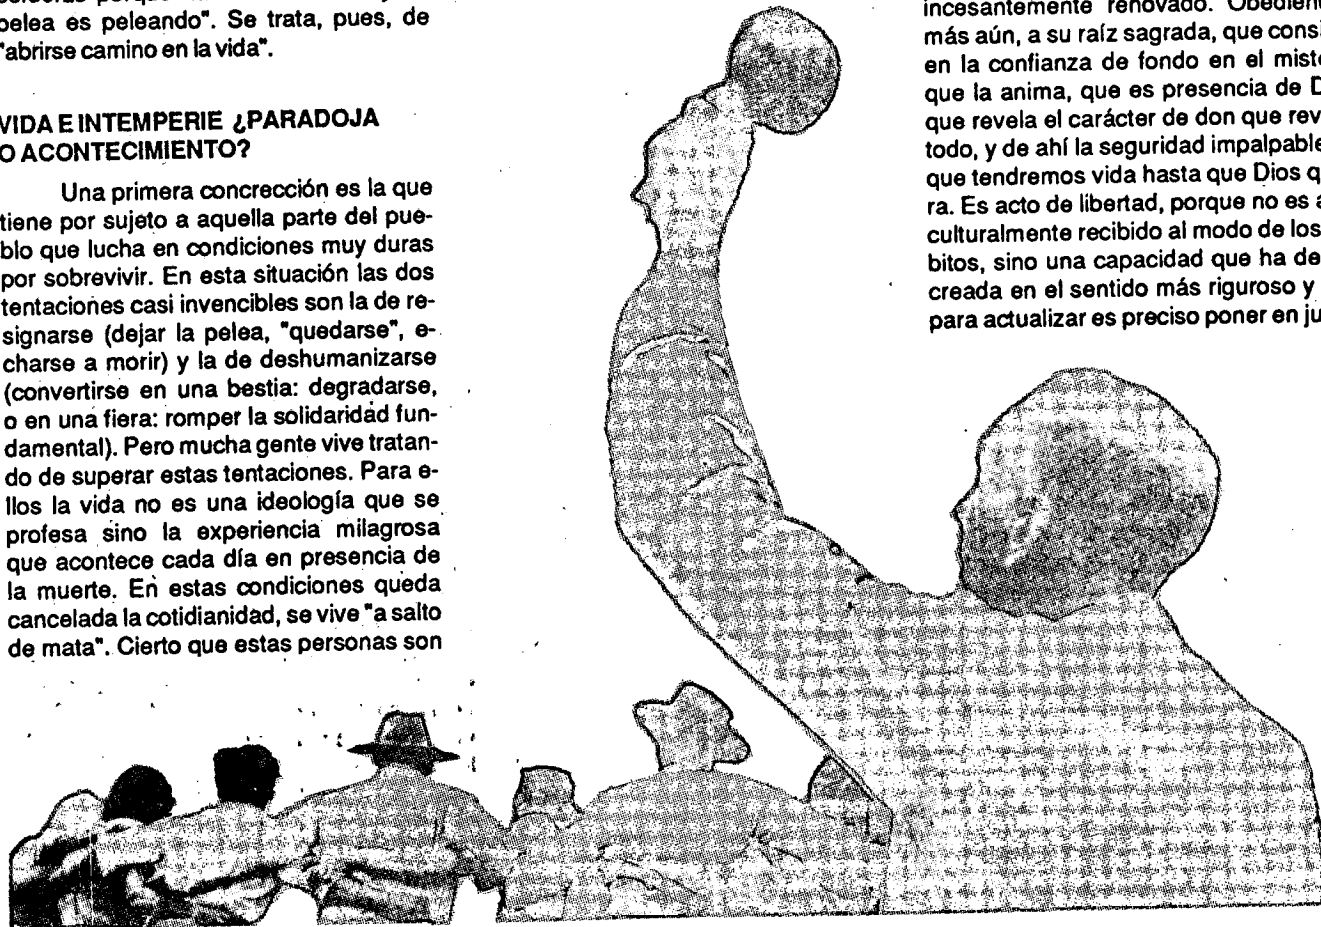 pelea es peleando". Se trata, pues, de
"abrirse camino en la vida".
VIDA E INTEMPERIE ¿PARADOJA
O ACONTECIMIENTO?
Una primera concrección es la que
tiene por sujeto a aquella parte del pue-
blo que lucha en condiciones muy duras
por sobrevivir. En esta situación las dos
tentaciones casi invencibles son la de re-
signarse (dejar la pelea, "quedarse", e-
charse a morir) y la de deshumanizarse
(convertirse en una bestia: degradarse,
o en una fiera: romper la solidaridad fun-
damental). Pero mucha gente vive tratan-
do de superar estas tentaciones. Para e-
llos la vida no es una ideología que se
profesa sino la experiencia milagrosa
que acontece cada día en presencia de
la muerte. En estas condiciones queda
cancelada la cotidianidad, se vive "a salto
de mata". Cierto que estas personas son
incesantemente renovado.
más aún, a su raíz sagrada, que consi
en la confianza de fondo en el miste
que la anima, que es presencia de D
que revela el carácter de don que rev
todo, y de ahí la seguridad impalpable
que tendremos vida hasta que Dios q
ra. Es acto de libertad, porque no es a
culturalmente recibido al modo de los
bitos, sino una capacidad que ha de
creada en el sentido más riguroso y
para actualizar es preciso poner en ju